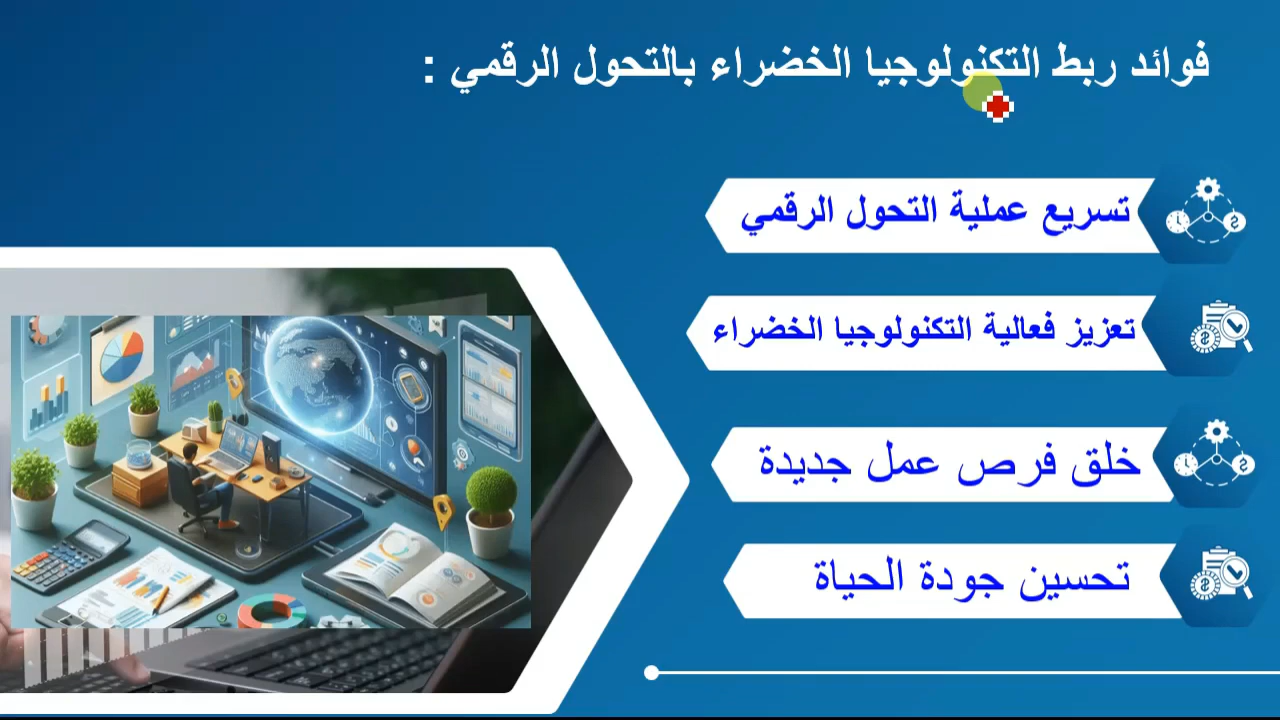 فوائد ربط التكنولوجيا الخضراء بالتحول الرقمي :
تسريع عملية التحول الرقمي
تعزيز فعالية التكنولوجيا الخضراء
خلق فرص عمل جديدة
تحسين جودة الحياة